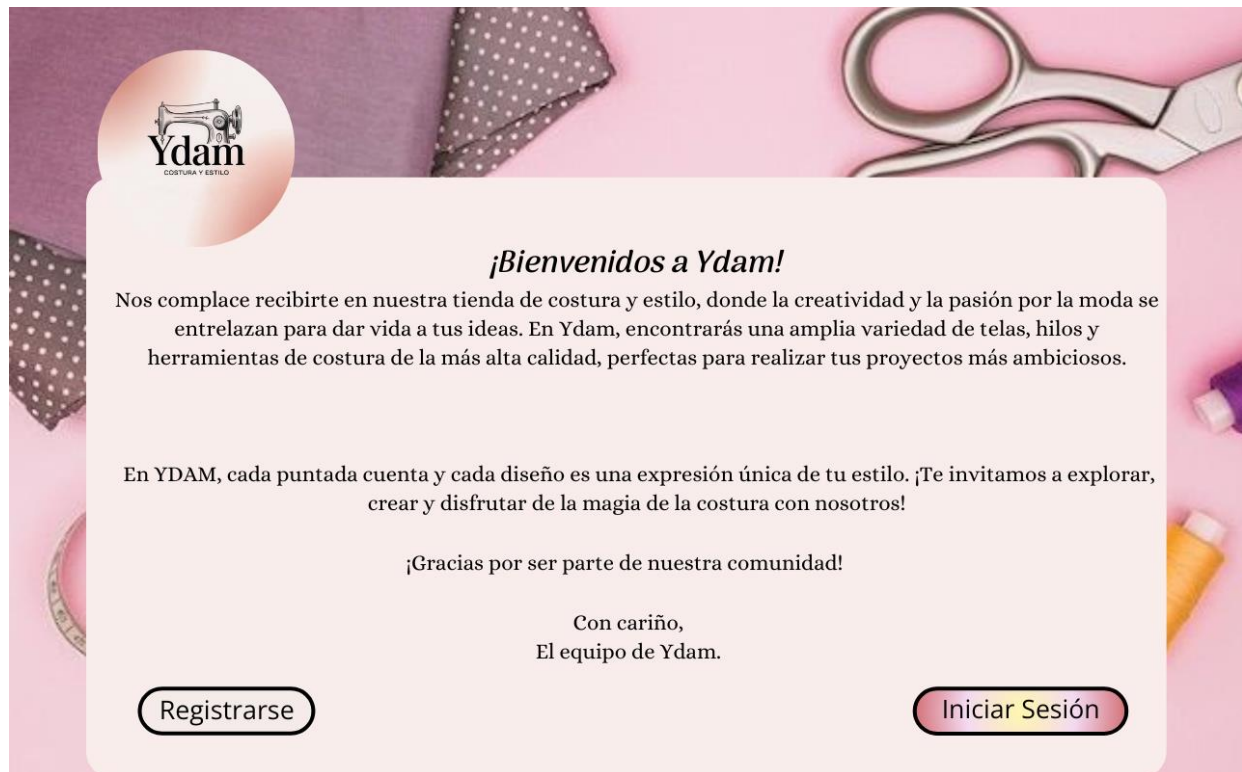 Ydam
COSTURA Y ESTILO
¡Bienvenidos a Ydam!
Nos complace recibirte en nuestra tienda de costura y estilo, donde la creatividad y la pasión por la moda se
entrelazan para dar vida a tus ideas. En Ydam, encontrarás una amplia variedad de telas, hilos y
herramientas de costura de la más alta calidad, perfectas para realizar tus proyectos más ambiciosos.
En YDAM, cada puntada cuenta y cada diseño es una expresión única de tu estilo. ¡Te invitamos a explorar,
crear y disfrutar de la magia de la costura con nosotros!
¡Gracias por ser parte de nuestra comunidad!
Con cariño,
El equipo de Ydam.
Registrarse
Iniciar Sesión